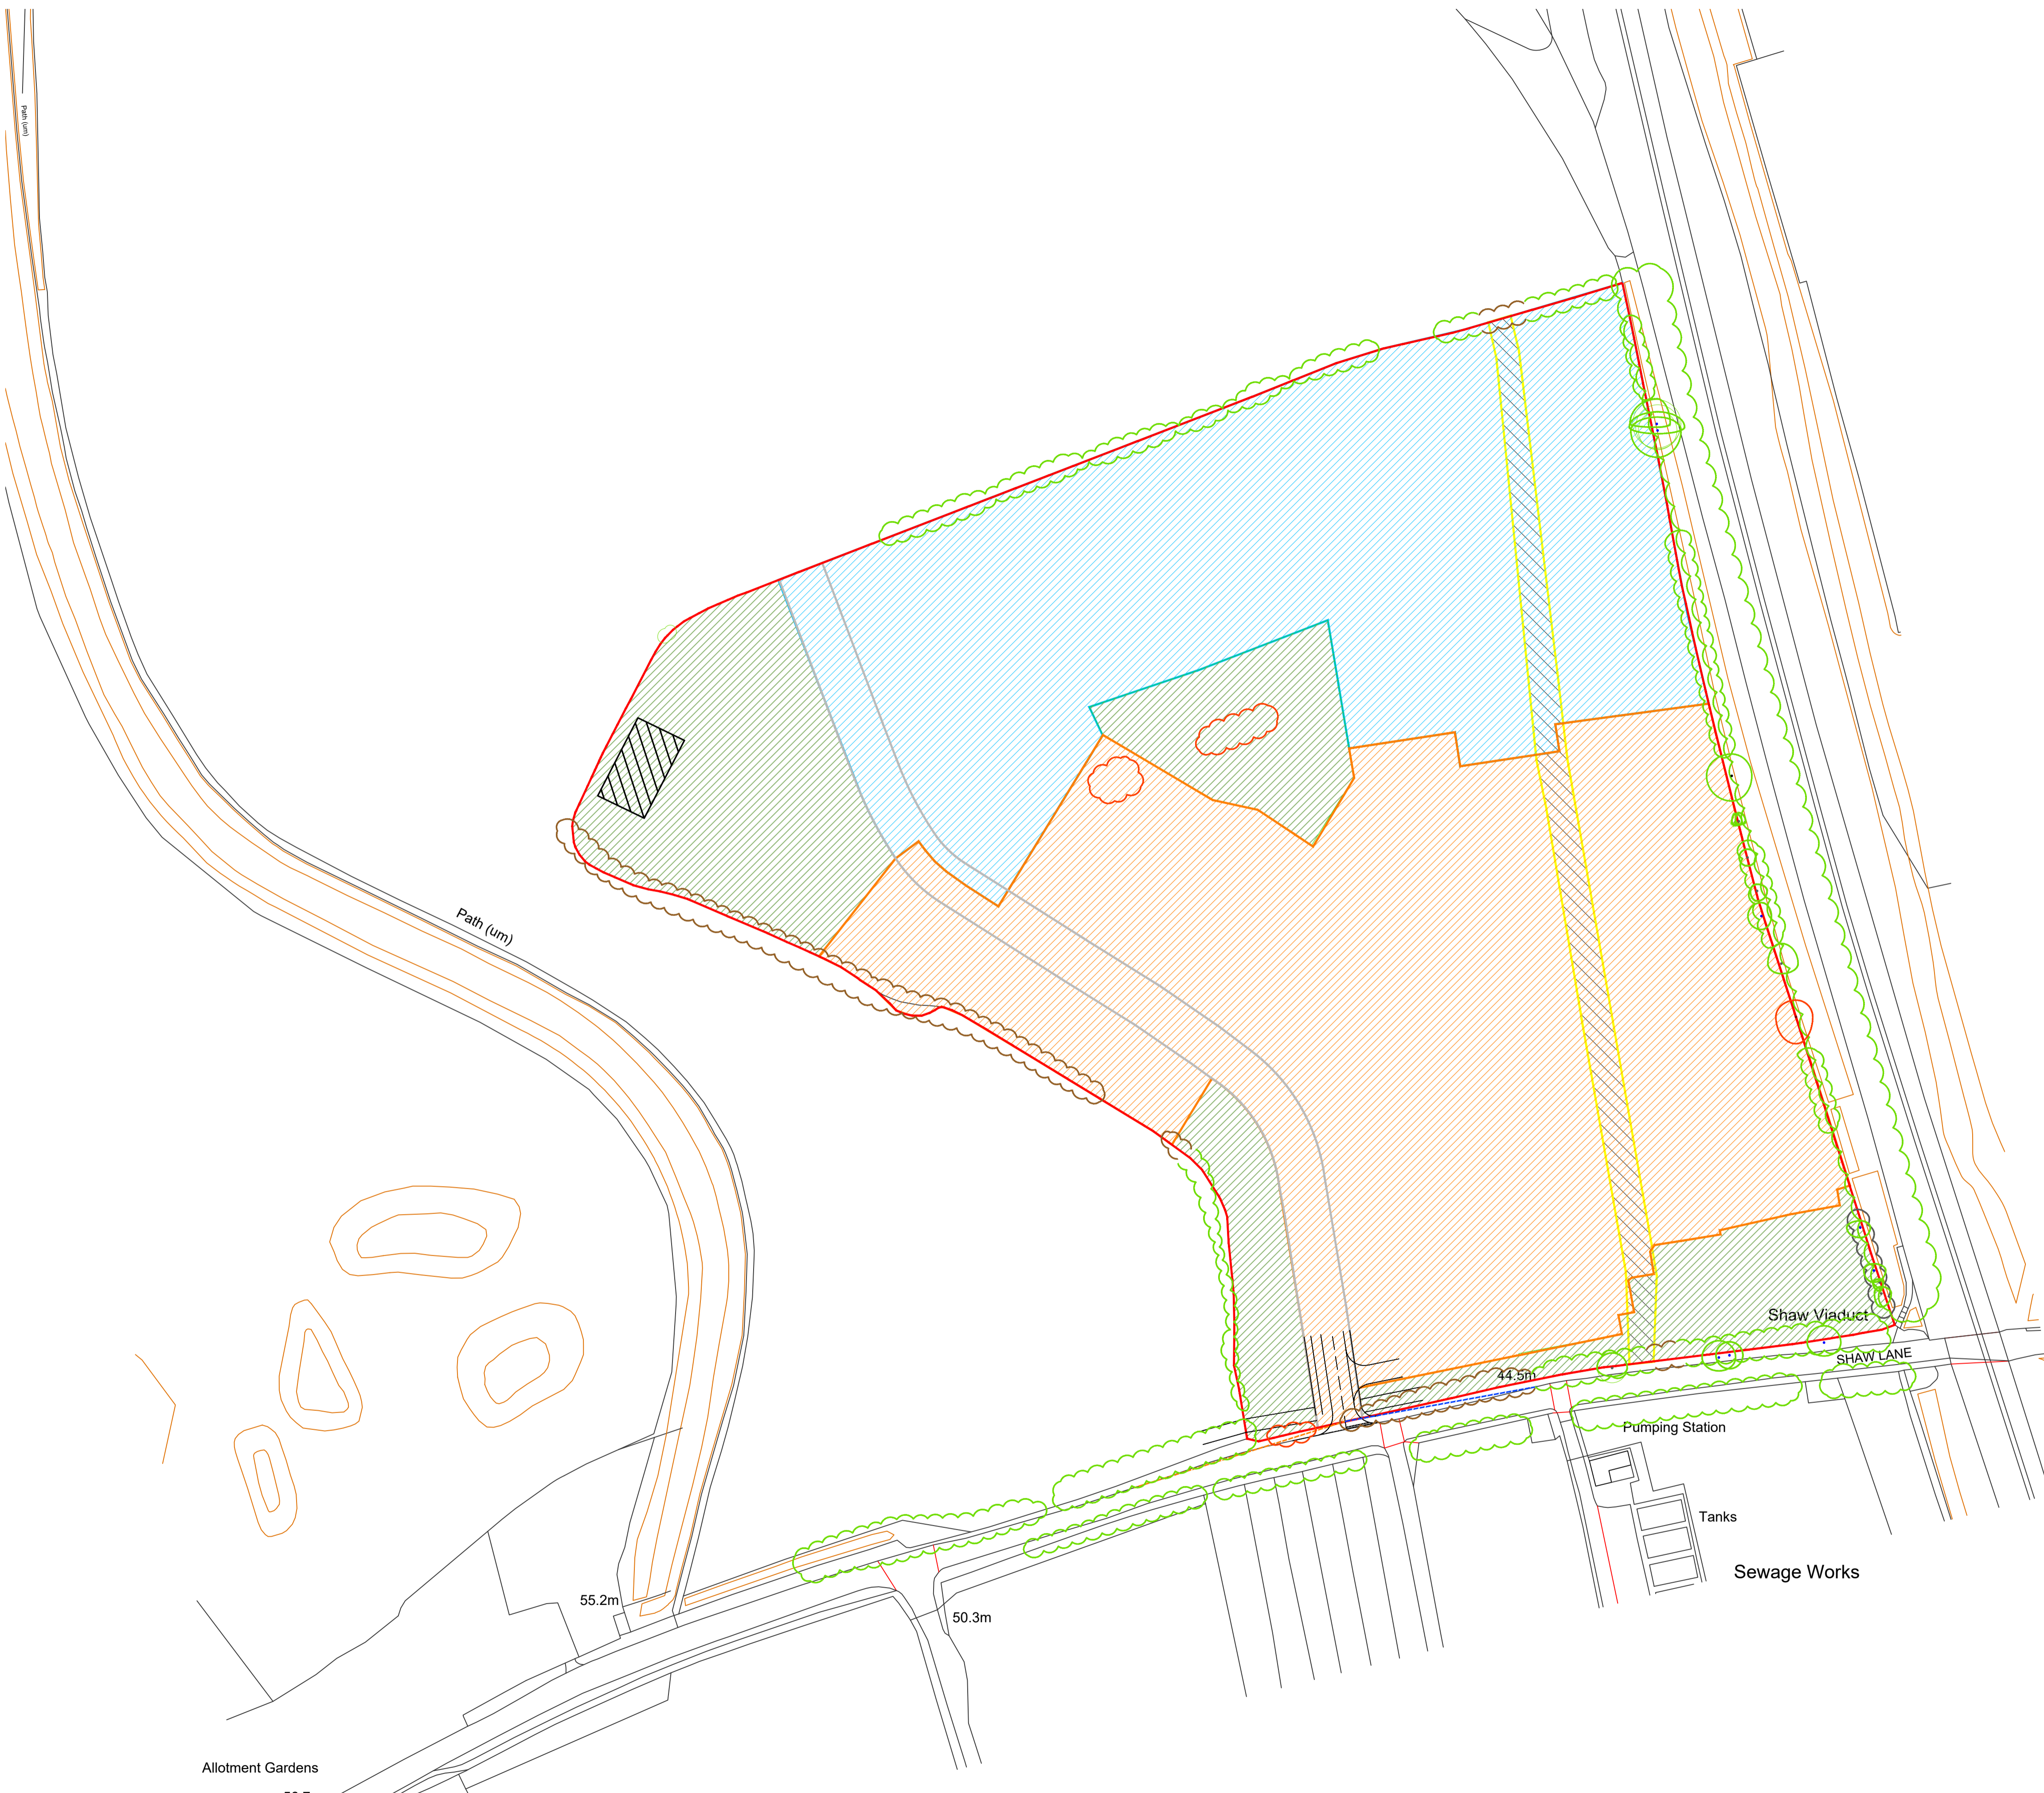 Path (um)
Path (um)
Shaw Viaduct
SHAW LANE
44.5m
Pumping Station
Tanks
Sewage Works
55.2m
50.3m
Allotment Gardens